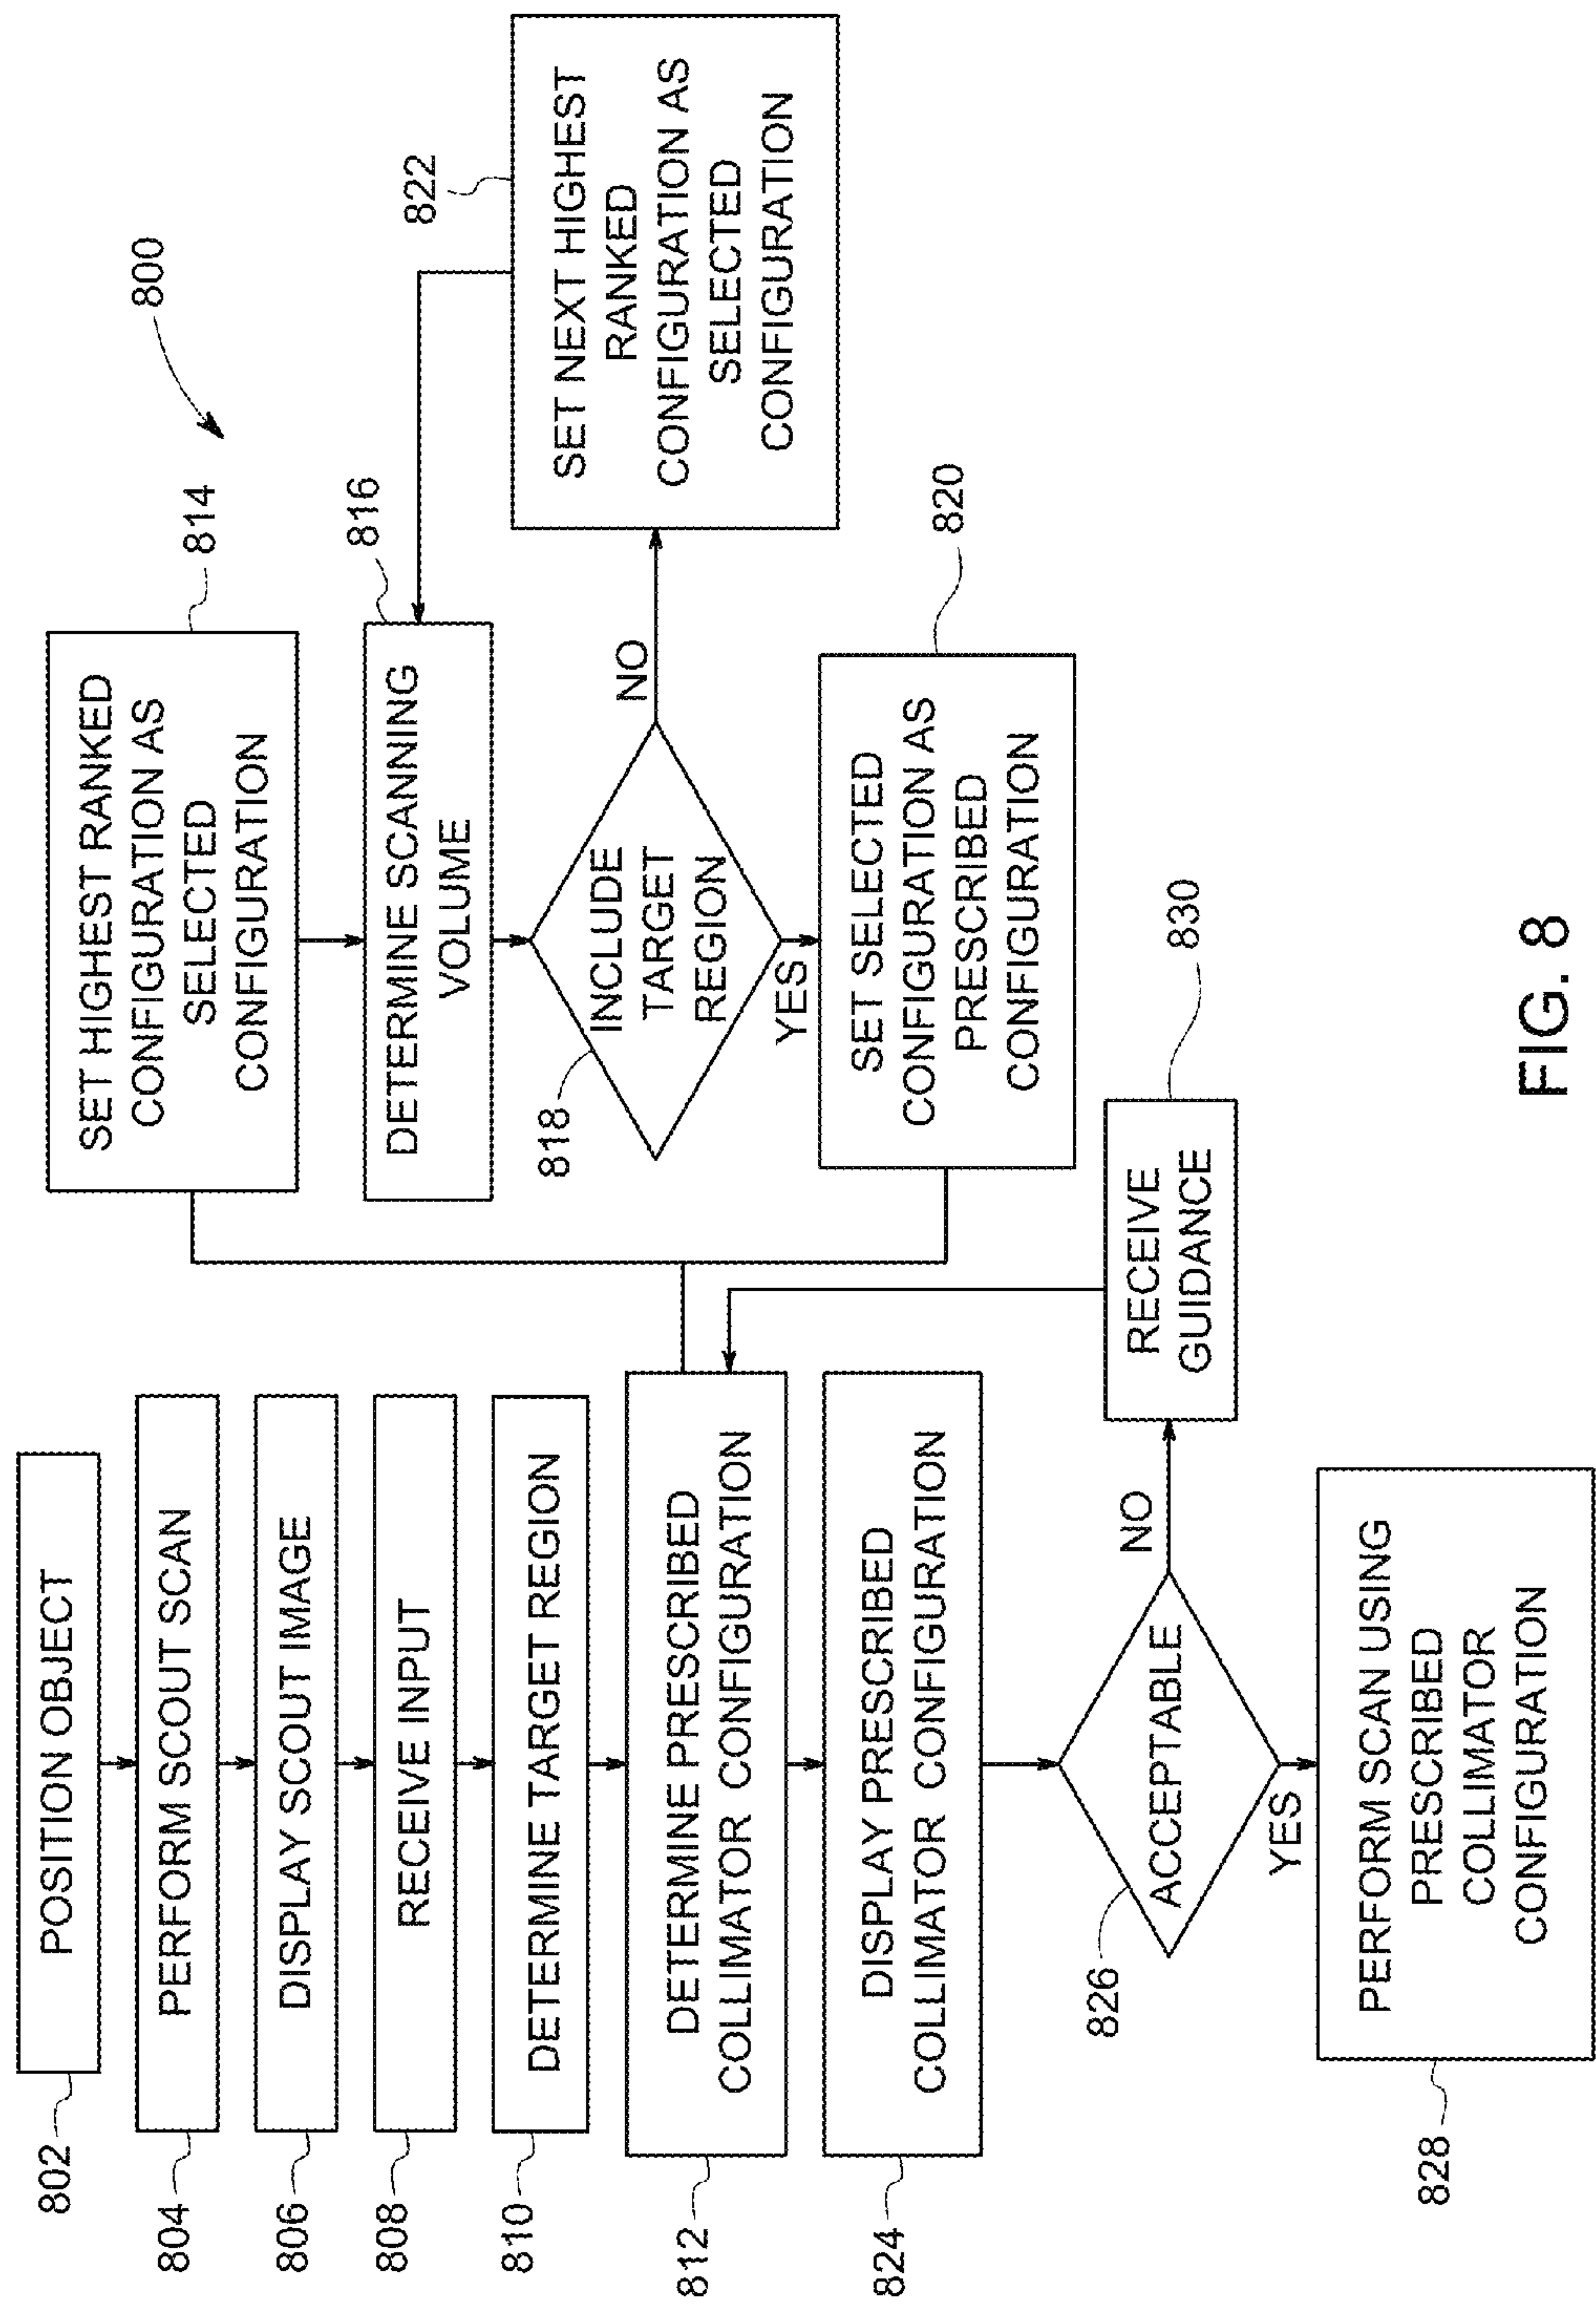 800
802
POSITION OBJECT
804
PERFORM SCOUT SCAN
806
DISPLAY SCOUT IMAGE
808
RECEIVE INPUT
810
DETERMINE TARGET REGION
812
DETERMINE PRESCRIBED
COLLIMATOR CONFIGURATION
814
SET HIGHEST RANKED
CONFIGURATION AS
SELECTED
CONFIGURATION
816
DETERMINE SCANNING
VOLUME
818
INCLUDE
TARGET
REGION
NO
YES
822
SET NEXT HIGHEST
RANKED
CONFIGURATION AS
SELECTED
CONFIGURATION
820
SET SELECTED
CONFIGURATION AS
PRESCRIBED
CONFIGURATION
824
DISPLAY PRESCRIBED
COLLIMATOR CONFIGURATION
826
ACCEPTABLE
NO
YES
830
RECEIVE
GUIDANCE
828
PERFORM SCAN USING
PRESCRIBED
COLLIMATOR
CONFIGURATION
FIG. 8